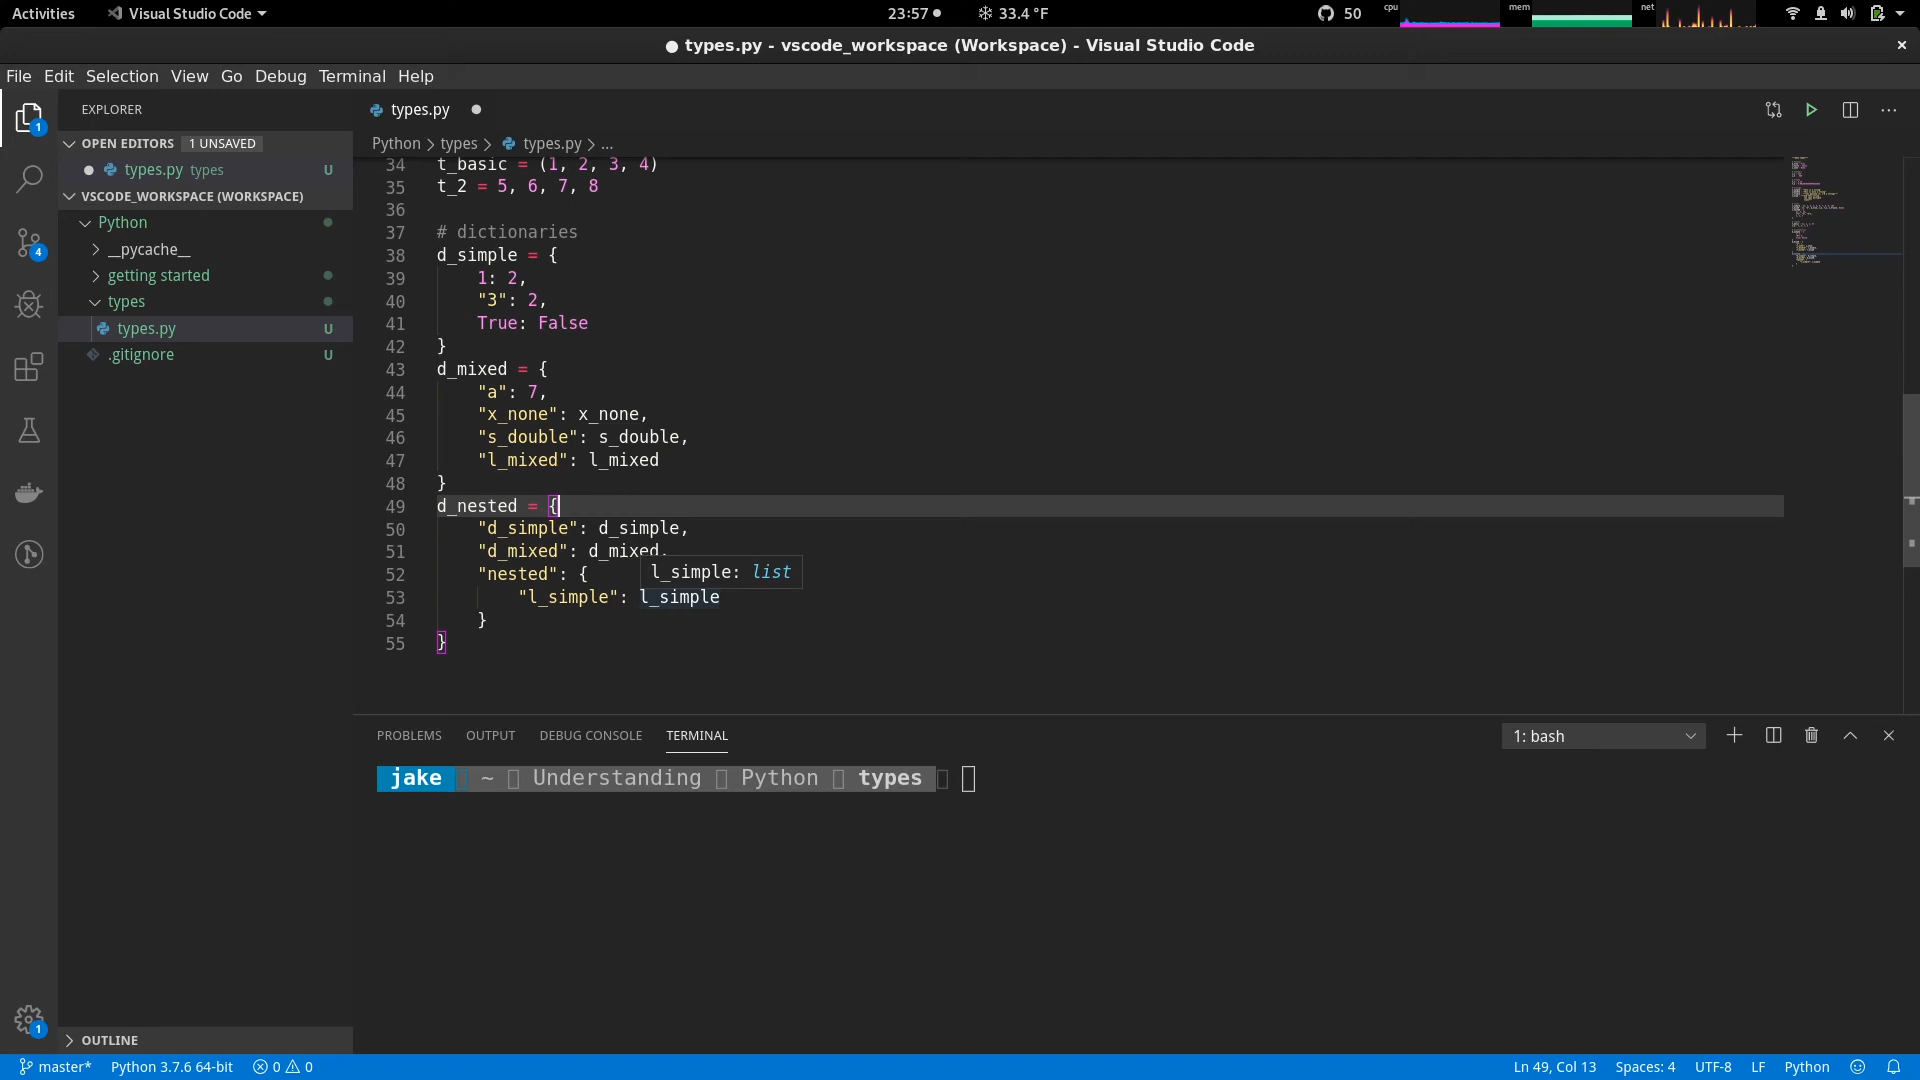 Activities Visual Studio Code 23:57 33.4 °F 50 cpu mem net
types.py - vscode_workspace (Workspace) - Visual Studio Code
File Edit Selection View Go Debug Terminal Help
EXPLORER
OPEN EDITORS 1 UNSAVED
types.py types U
VSCODE_WORKSPACE (WORKSPACE)
Python
__pycache__
getting started
types
types.py U
.gitignore U
OUTLINE
1
4
1
types.py
Python > types > types.py > ...
34 t_basic = (1, 2, 3, 4)
35 t_2 = 5, 6, 7, 8
36
37 # dictionaries
38 d_simple = {
39 1: 2,
40 "3": 2,
41 True: False
42 }
43 d_mixed = {
44 "a": 7,
45 "x_none": x_none,
46 "s_double": s_double,
47 "l_mixed": l_mixed
48 }
49 d_nested = {
50 "d_simple": d_simple,
51 "d_mixed": d_mixed,
52 "nested": {
l_simple: list
53 "l_simple": l_simple
54 }
55 }
PROBLEMS OUTPUT DEBUG CONSOLE TERMINAL 1: bash
jake ~ Understanding Python types
master* Python 3.7.6 64-bit 0 0 Ln 49, Col 13 Spaces: 4 UTF-8 LF Python